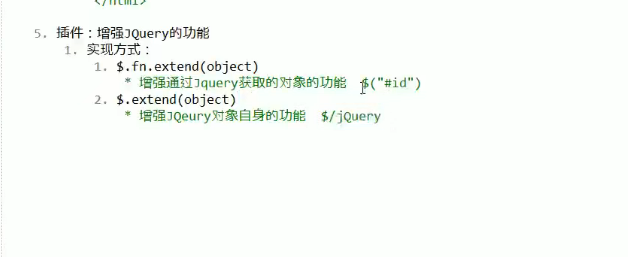 </html>
5. 插件：增强JQuery的功能
1. 实现方式：
1. $.fn.extend(object)
* 增强通过Jquery获取的对象的功能  $("#id")
2. $.extend(object)
* 增强JQeury对象自身的功能  $/jQuery